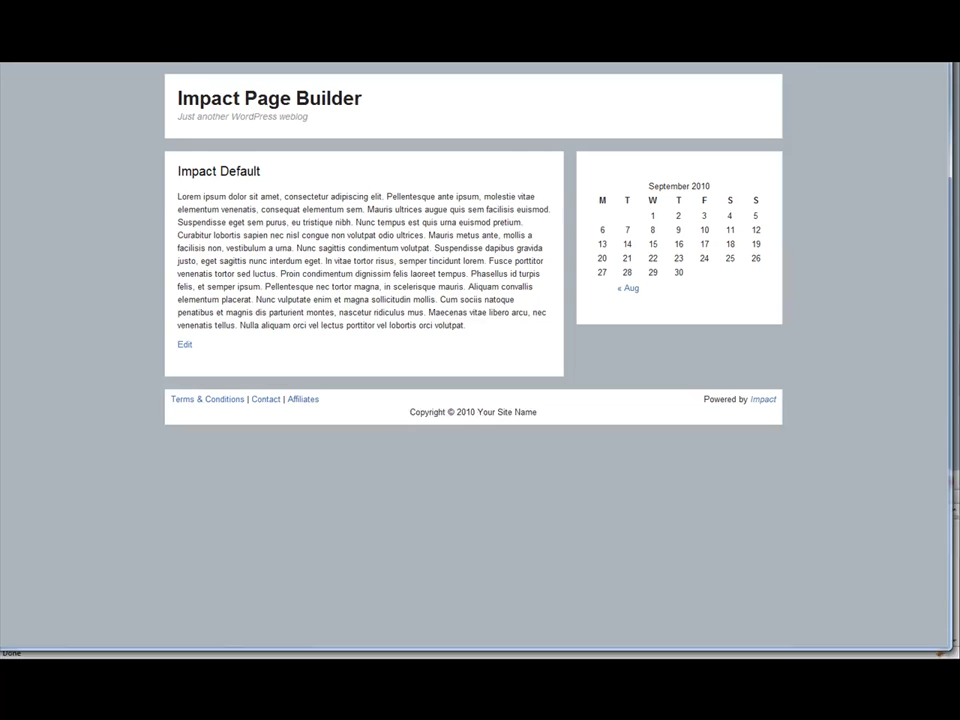 Impact Page Builder
Just another WordPress weblog
Impact Default
Lorem ipsum dolor sit amet, consectetur adipiscing elit. Pellentesque ante ipsum, molestie vitae
elementum venenatis, consequat elementum sem. Mauris ultrices augue quis sem facilisis euismod.
Suspendisse eget sem purus, eu tristique nibh. Nunc tempus est quis urna euismod pretium.
Curabitur lobortis sapien nec nisl congue non volutpat odio ultrices. Mauris metus ante, mollis a
facilisis non, vestibulum a urna. Nunc sagittis condimentum volutpat. Suspendisse dapibus gravida
justo, eget sagittis nunc interdum eget. In vitae tortor risus, semper tincidunt lorem. Fusce porttitor
venenatis tortor sed luctus. Proin condimentum dignissim felis laoreet tempus. Phasellus id turpis
felis, et semper ipsum. Pellentesque nec tortor magna, in scelerisque mauris. Aliquam convallis
elementum placerat. Nunc vulputate enim et magna sollicitudin mollis. Cum sociis natoque
penatibus et magnis dis parturient montes, nascetur ridiculus mus. Maecenas vitae libero arcu, nec
venenatis tellus. Nulla aliquam orci vel lectus porttitor vel lobortis orci volutpat.
Edit
September 2010
M T W T F S S
1 2 3 4 5
6 7 8 9 10 11 12
13 14 15 16 17 18 19
20 21 22 23 24 25 26
27 28 29 30
« Aug
Terms & Conditions | Contact | Affiliates
Powered by Impact
Copyright © 2010 Your Site Name
Done